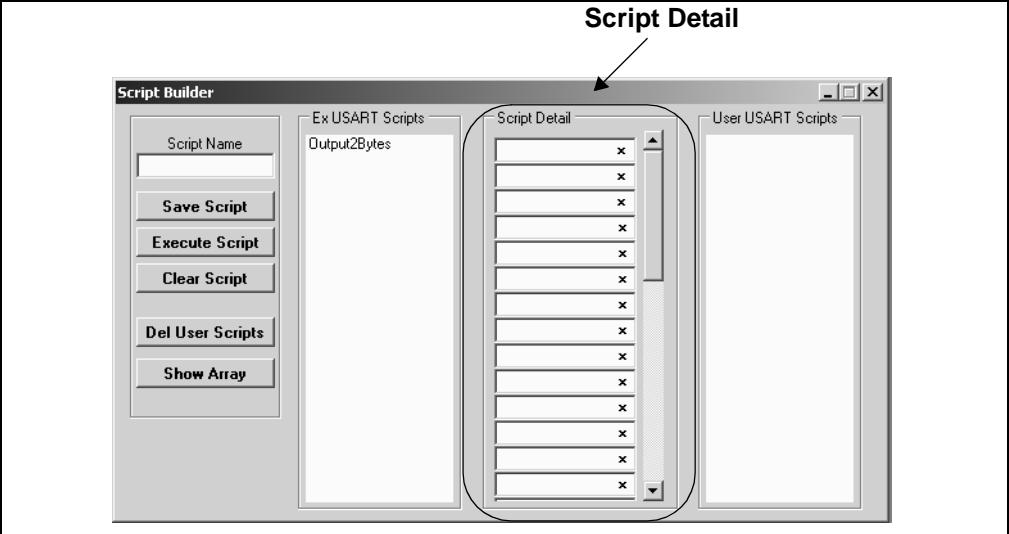 Script Detail
Script Builder
Script Name
Save Script
Execute Script
Clear Script
Del User Scripts
Show Array
Ex USART Scripts
Output2Bytes
Script Detail
x
x
x
x
x
x
x
x
x
x
x
x
x
x
User USART Scripts